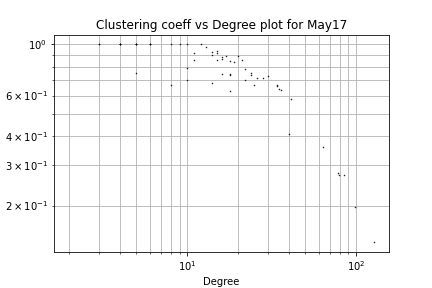 Clustering coeff vs Degree plot for May17
10⁰
6 × 10⁻¹
4 × 10⁻¹
3 × 10⁻¹
2 × 10⁻¹
10¹ 10²
Degree